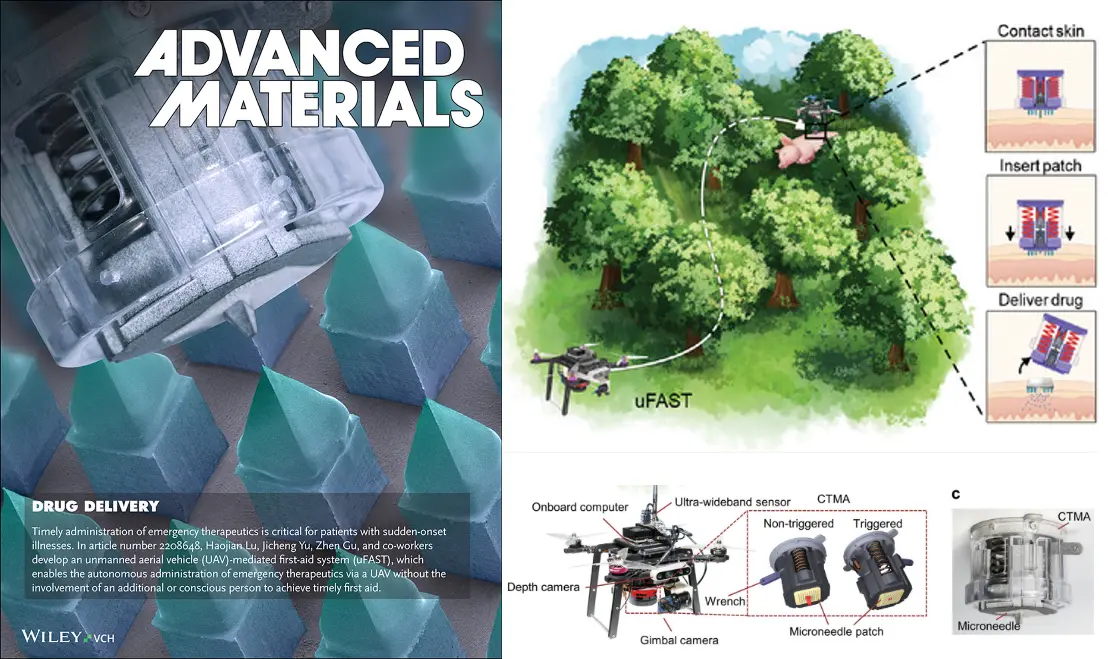 ADVANCED
MATERIALS
DRUG DELIVERY
Timely administration of emergency therapeutics is critical for patients with sudden-onset
illnesses. In article number 2208648, Haojian Lu, Jicheng Yu, Zhen Gu, and co-workers
develop an unmanned aerial vehicle (UAV)-mediated first-aid system (uFAST), which
enables the autonomous administration of emergency therapeutics via a UAV without the
involvement of an additional or conscious person to achieve timely first aid.
WILEY VCH
Contact skin
Insert patch
Deliver drug
uFAST
Onboard computer
Ultra-wideband sensor
CTMA
Non-triggered
Triggered
Depth camera
Wrench
Gimbal camera
Microneedle patch
c
CTMA
Microneedle